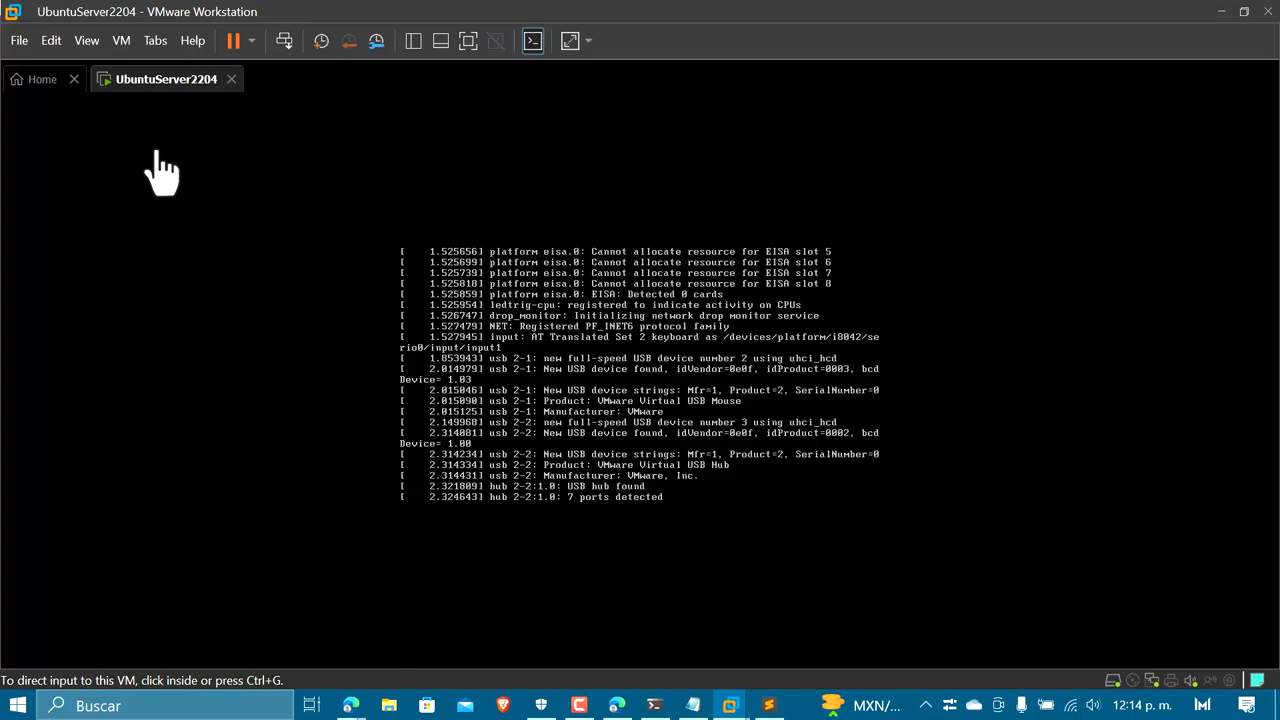 UbuntuServer2204 - VMware Workstation
File Edit View VM Tabs Help
Home UbuntuServer2204
[    1.525656] platform eisa.0: Cannot allocate resource for EISA slot 5
[    1.525699] platform eisa.0: Cannot allocate resource for EISA slot 6
[    1.525739] platform eisa.0: Cannot allocate resource for EISA slot 7
[    1.525818] platform eisa.0: Cannot allocate resource for EISA slot 8
[    1.525859] platform eisa.0: EISA: Detected 0 cards
[    1.525954] ledtrig-cpu: registered to indicate activity on CPUs
[    1.526747] drop_monitor: Initializing network drop monitor service
[    1.527479] NET: Registered PF_INET6 protocol family
[    1.527945] input: AT Translated Set 2 keyboard as /devices/platform/i8042/se
rio0/input/input1
[    1.853943] usb 2-1: new full-speed USB device number 2 using uhci_hcd
[    2.014979] usb 2-1: New USB device found, idVendor=0e0f, idProduct=0003, bcd
Device= 1.03
[    2.015046] usb 2-1: New USB device strings: Mfr=1, Product=2, SerialNumber=0
[    2.015090] usb 2-1: Product: VMware Virtual USB Mouse
[    2.015125] usb 2-1: Manufacturer: VMware
[    2.149968] usb 2-2: new full-speed USB device number 3 using uhci_hcd
[    2.314081] usb 2-2: New USB device found, idVendor=0e0f, idProduct=0002, bcd
Device= 1.00
[    2.314234] usb 2-2: New USB device strings: Mfr=1, Product=2, SerialNumber=0
[    2.314334] usb 2-2: Product: VMware Virtual USB Hub
[    2.314431] usb 2-2: Manufacturer: VMware, Inc.
[    2.321809] hub 2-2:1.0: USB hub found
[    2.324643] hub 2-2:1.0: 7 ports detected
To direct input to this VM, click inside or press Ctrl+G.
Buscar MXN/... 12:14 p. m.